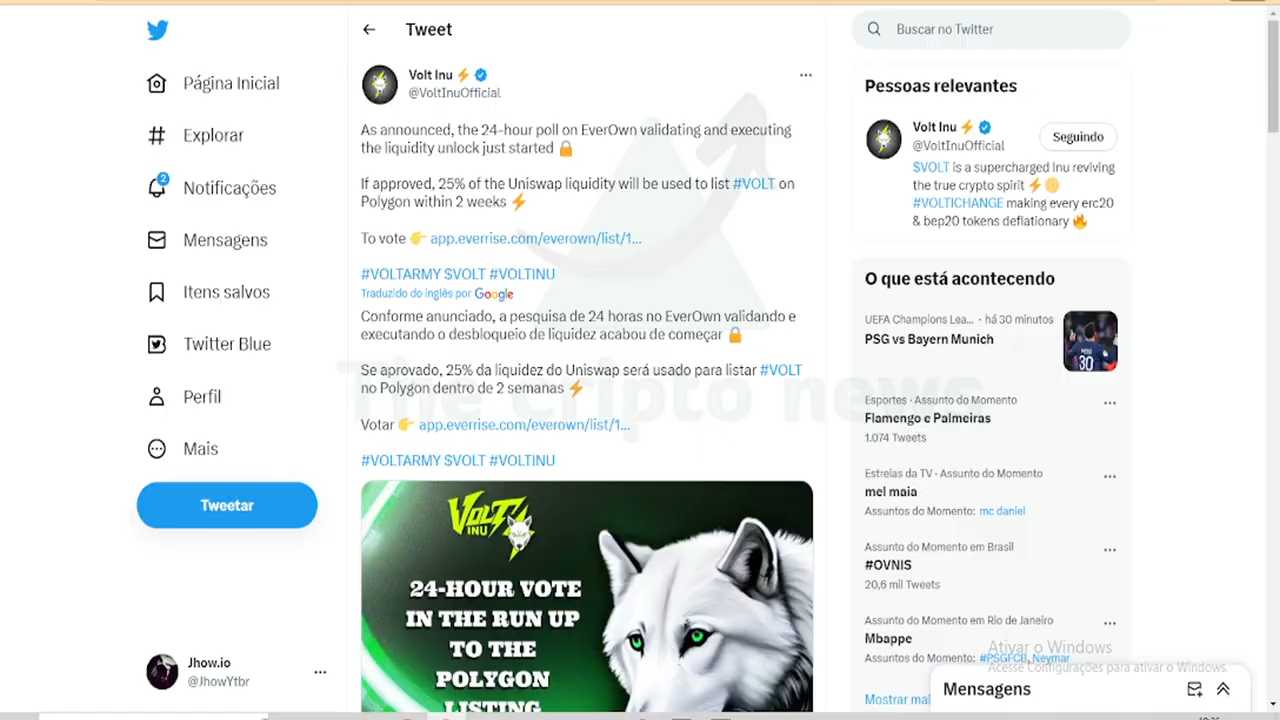 Página Inicial
Explorar
2
Notificações
Mensagens
Itens salvos
Twitter Blue
Perfil
Mais
Tweetar
Jhow.io
@JhowYtbr
Tweet
Volt Inu
@VoltInuOfficial
As announced, the 24-hour poll on EverOwn validating and executing
the liquidity unlock just started
If approved, 25% of the Uniswap liquidity will be used to list #VOLT on
Polygon within 2 weeks
To vote app.everrise.com/everown/list/1...
#VOLTARMY $VOLT #VOLTINU
Traduzido do inglês por Google
Conforme anunciado, a pesquisa de 24 horas no EverOwn validando e
executando o desbloqueio de liquidez acabou de começar
Se aprovado, 25% da liquidez do Uniswap será usado para listar #VOLT
no Polygon dentro de 2 semanas
Votar app.everrise.com/everown/list/1...
#VOLTARMY $VOLT #VOLTINU
VOLT
INU
24-HOUR VOTE
IN THE RUN UP
TO THE
POLYGON
LISTING
The cripto news
Buscar no Twitter
Pessoas relevantes
Volt Inu
@VoltInuOfficial
Seguindo
$VOLT is a supercharged Inu reviving
the true crypto spirit
#VOLTICHANGE making every erc20
& bep20 tokens deflationary
O que está acontecendo
UEFA Champions Lea... · há 30 minutos
PSG vs Bayern Munich
30
Esportes · Assunto do Momento
Flamengo e Palmeiras
1.074 Tweets
Estrelas da TV · Assunto do Momento
mel maia
Assuntos do Momento: mc daniel
Assunto do Momento em Brasil
#OVNIS
20,6 mil Tweets
Assunto do Momento em Rio de Janeiro
Mbappe
Assuntos do Momento: #PSGFCB, Neymar
Mostrar mai
Ativar o Windows
Acesse Configurações para ativar o Windows.
Mensagens